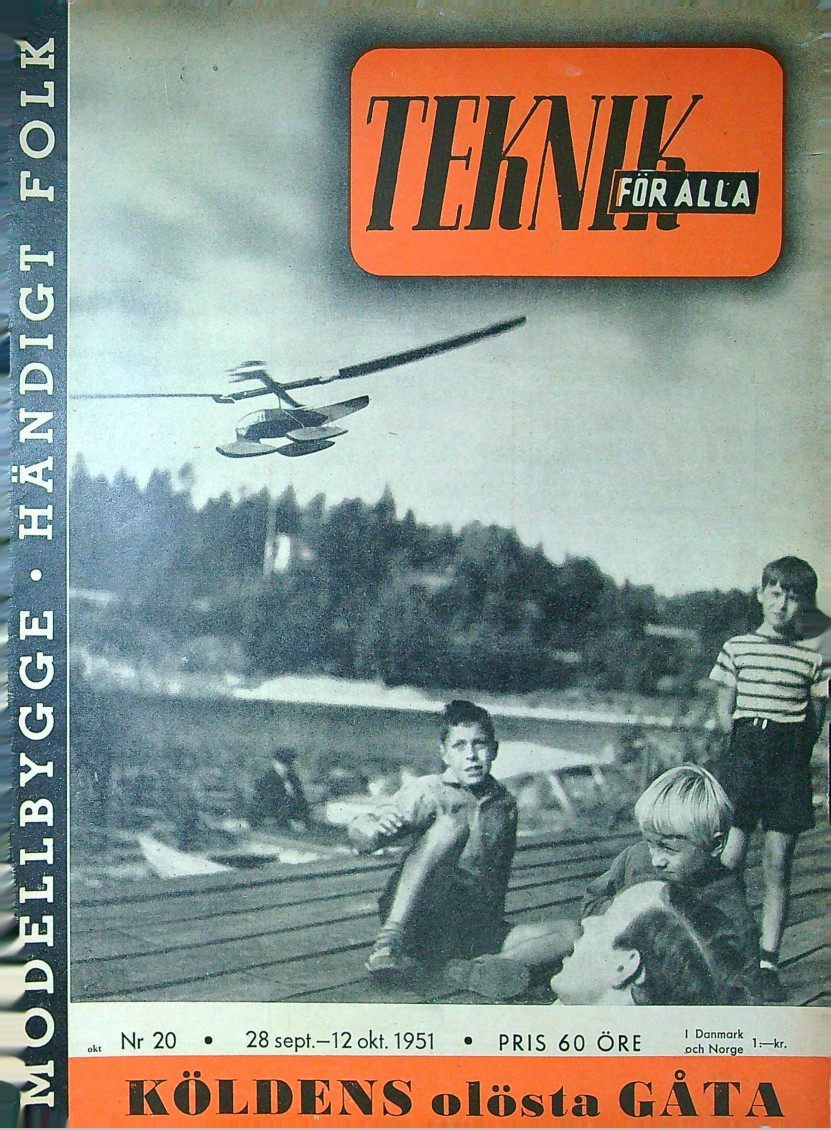 TEKNIK
FÖR ALLA
MODELLBYGGE • HÄNDIGT FOLK
okt Nr 20 • 28 sept.–12 okt. 1951 • PRIS 60 ÖRE I Danmark och Norge 1:—kr.
KÖLDENS olösta GÅTA